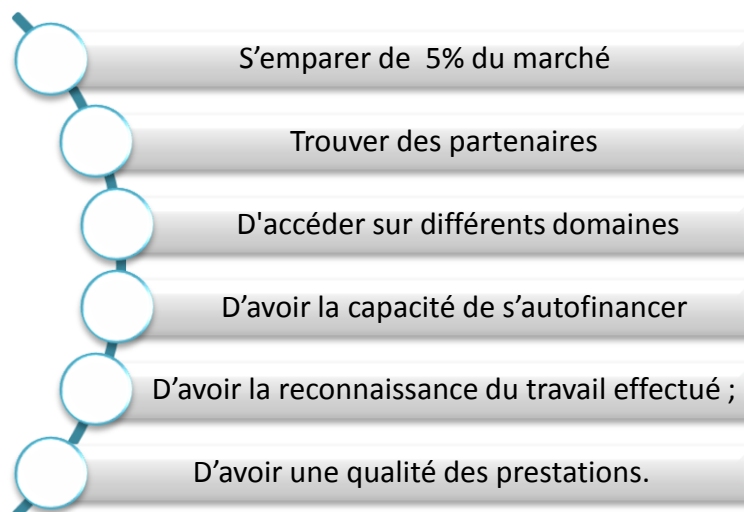 S’emparer de  5% du marché
Trouver des partenaires
D'accéder sur différents domaines
D’avoir la capacité de s’autofinancer
D’avoir la reconnaissance du travail effectué ;
D’avoir une qualité des prestations.